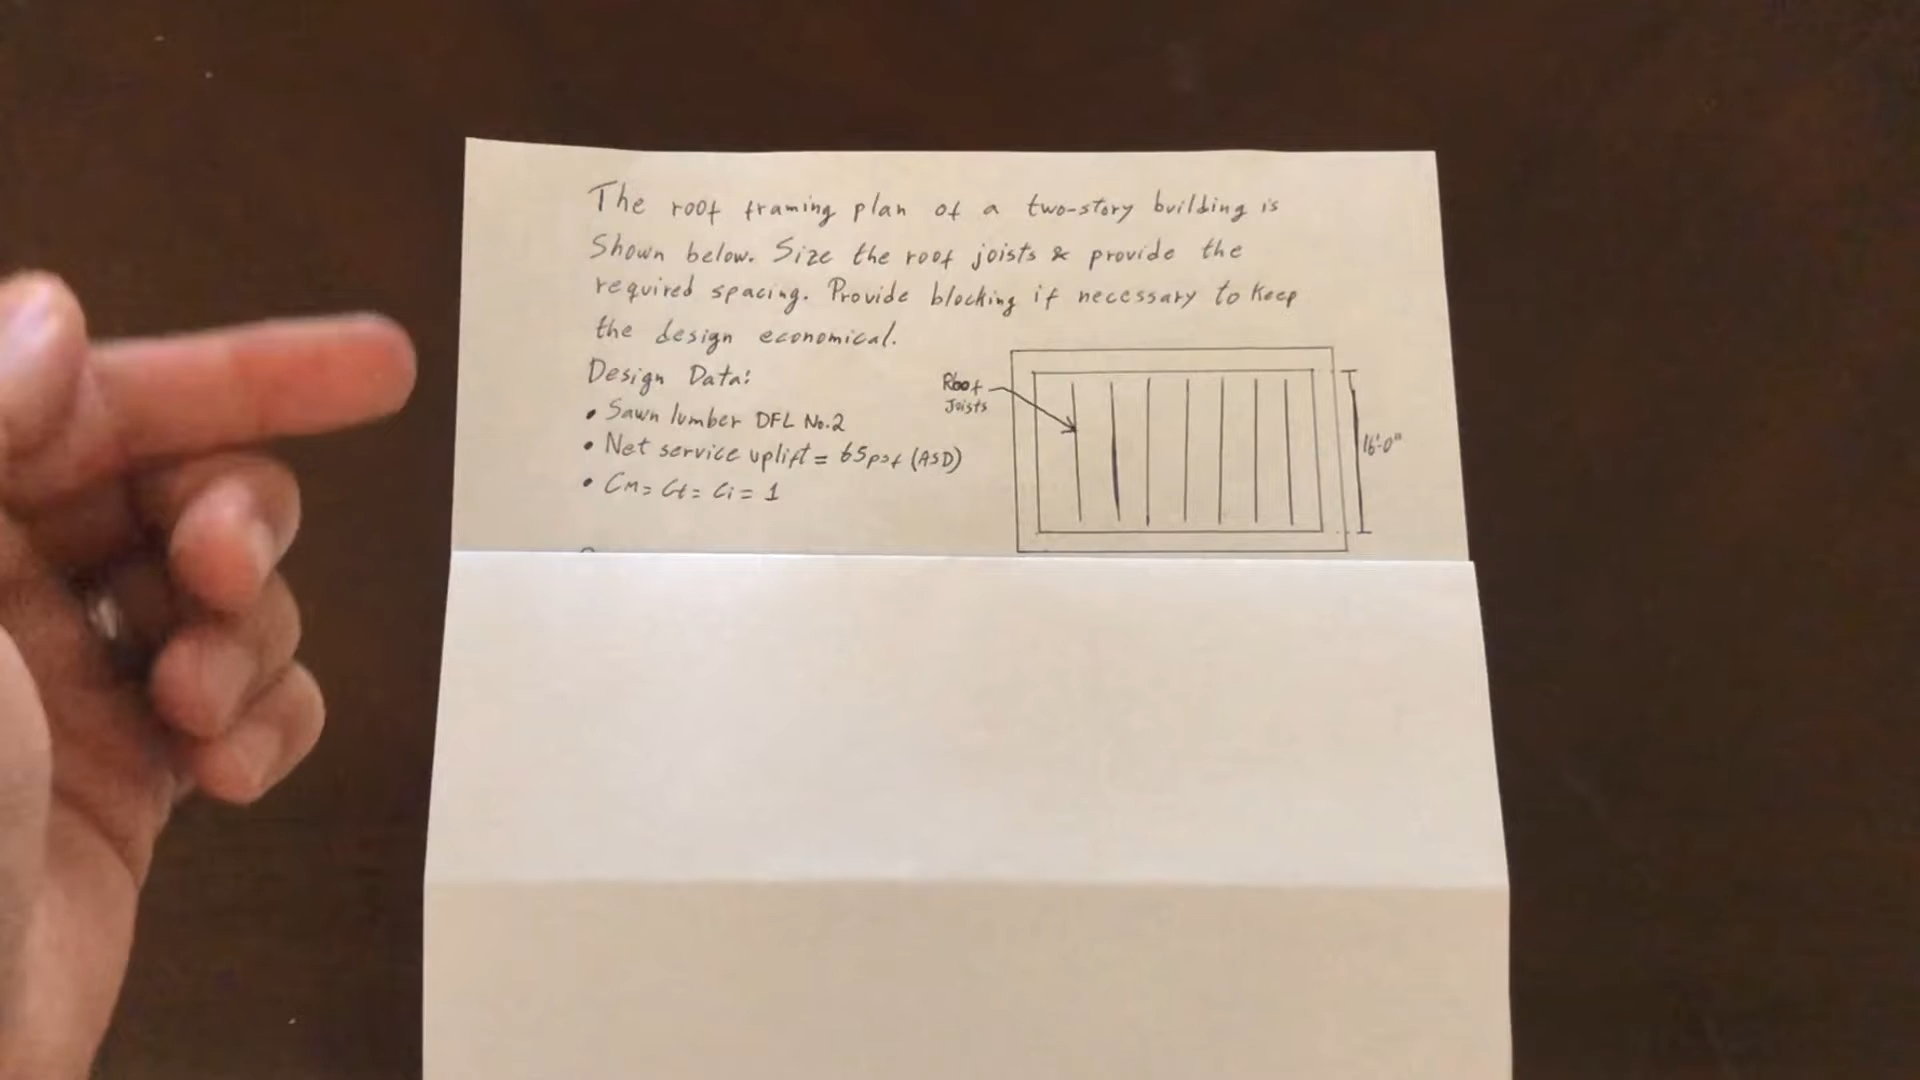 The roof framing plan of a two-story building is
Shown below. Size the roof joists & provide the
required spacing. Provide blocking if necessary to keep
the design economical.
Design Data:
• Sawn lumber DFL No.2
• Net service uplift = 65psf (ASD)
• CM = Ct = Ci = 1
Roof
Joists
16'-0"